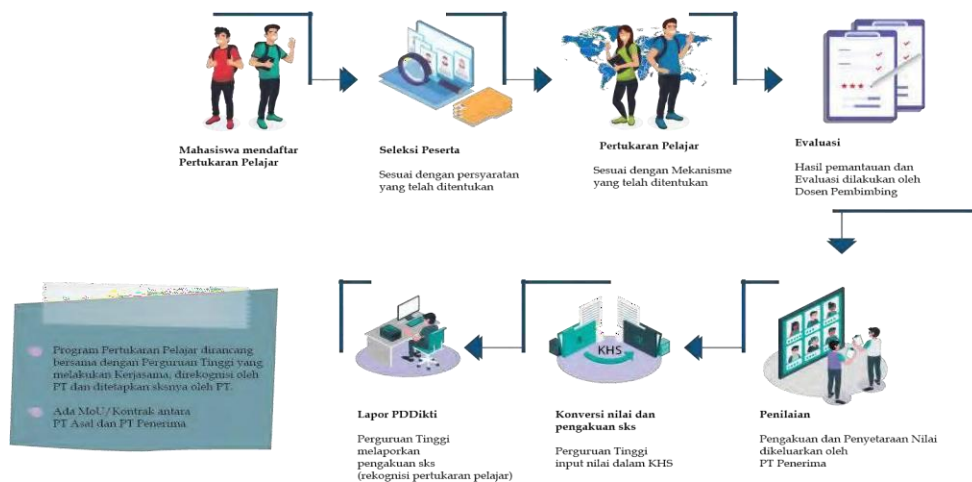 Mahasiswa mendaftar
Pertukaran Pelajar
Seleksi Peserta
Sesuai dengan persyaratan
yang telah ditentukan
Pertukaran Pelajar
Sesuai dengan Mekanisme
yang telah ditentukan
Evaluasi
Hasil pemantauan dan
Evaluasi dilakukan oleh
Dosen Pembimbing
Penilaian
Pengakuan dan Penyetaraan Nilai
dikeluarkan oleh
PT Penerima
KHS
Konversi nilai dan
pengakuan sks
Perguruan Tinggi
input nilai dalam KHS
Lapor PDDikti
Perguruan Tinggi
melaporkan
pengakuan sks
(rekognisi pertukaran pelajar)
Program Pertukaran Pelajar dirancang
bersama dengan Perguruan Tinggi yang
melakukan Kerjasama, direkognisi oleh
PT dan ditetapkan sksnya oleh PT.
Ada MoU/Kontrak antara
PT Asal dan PT Penerima